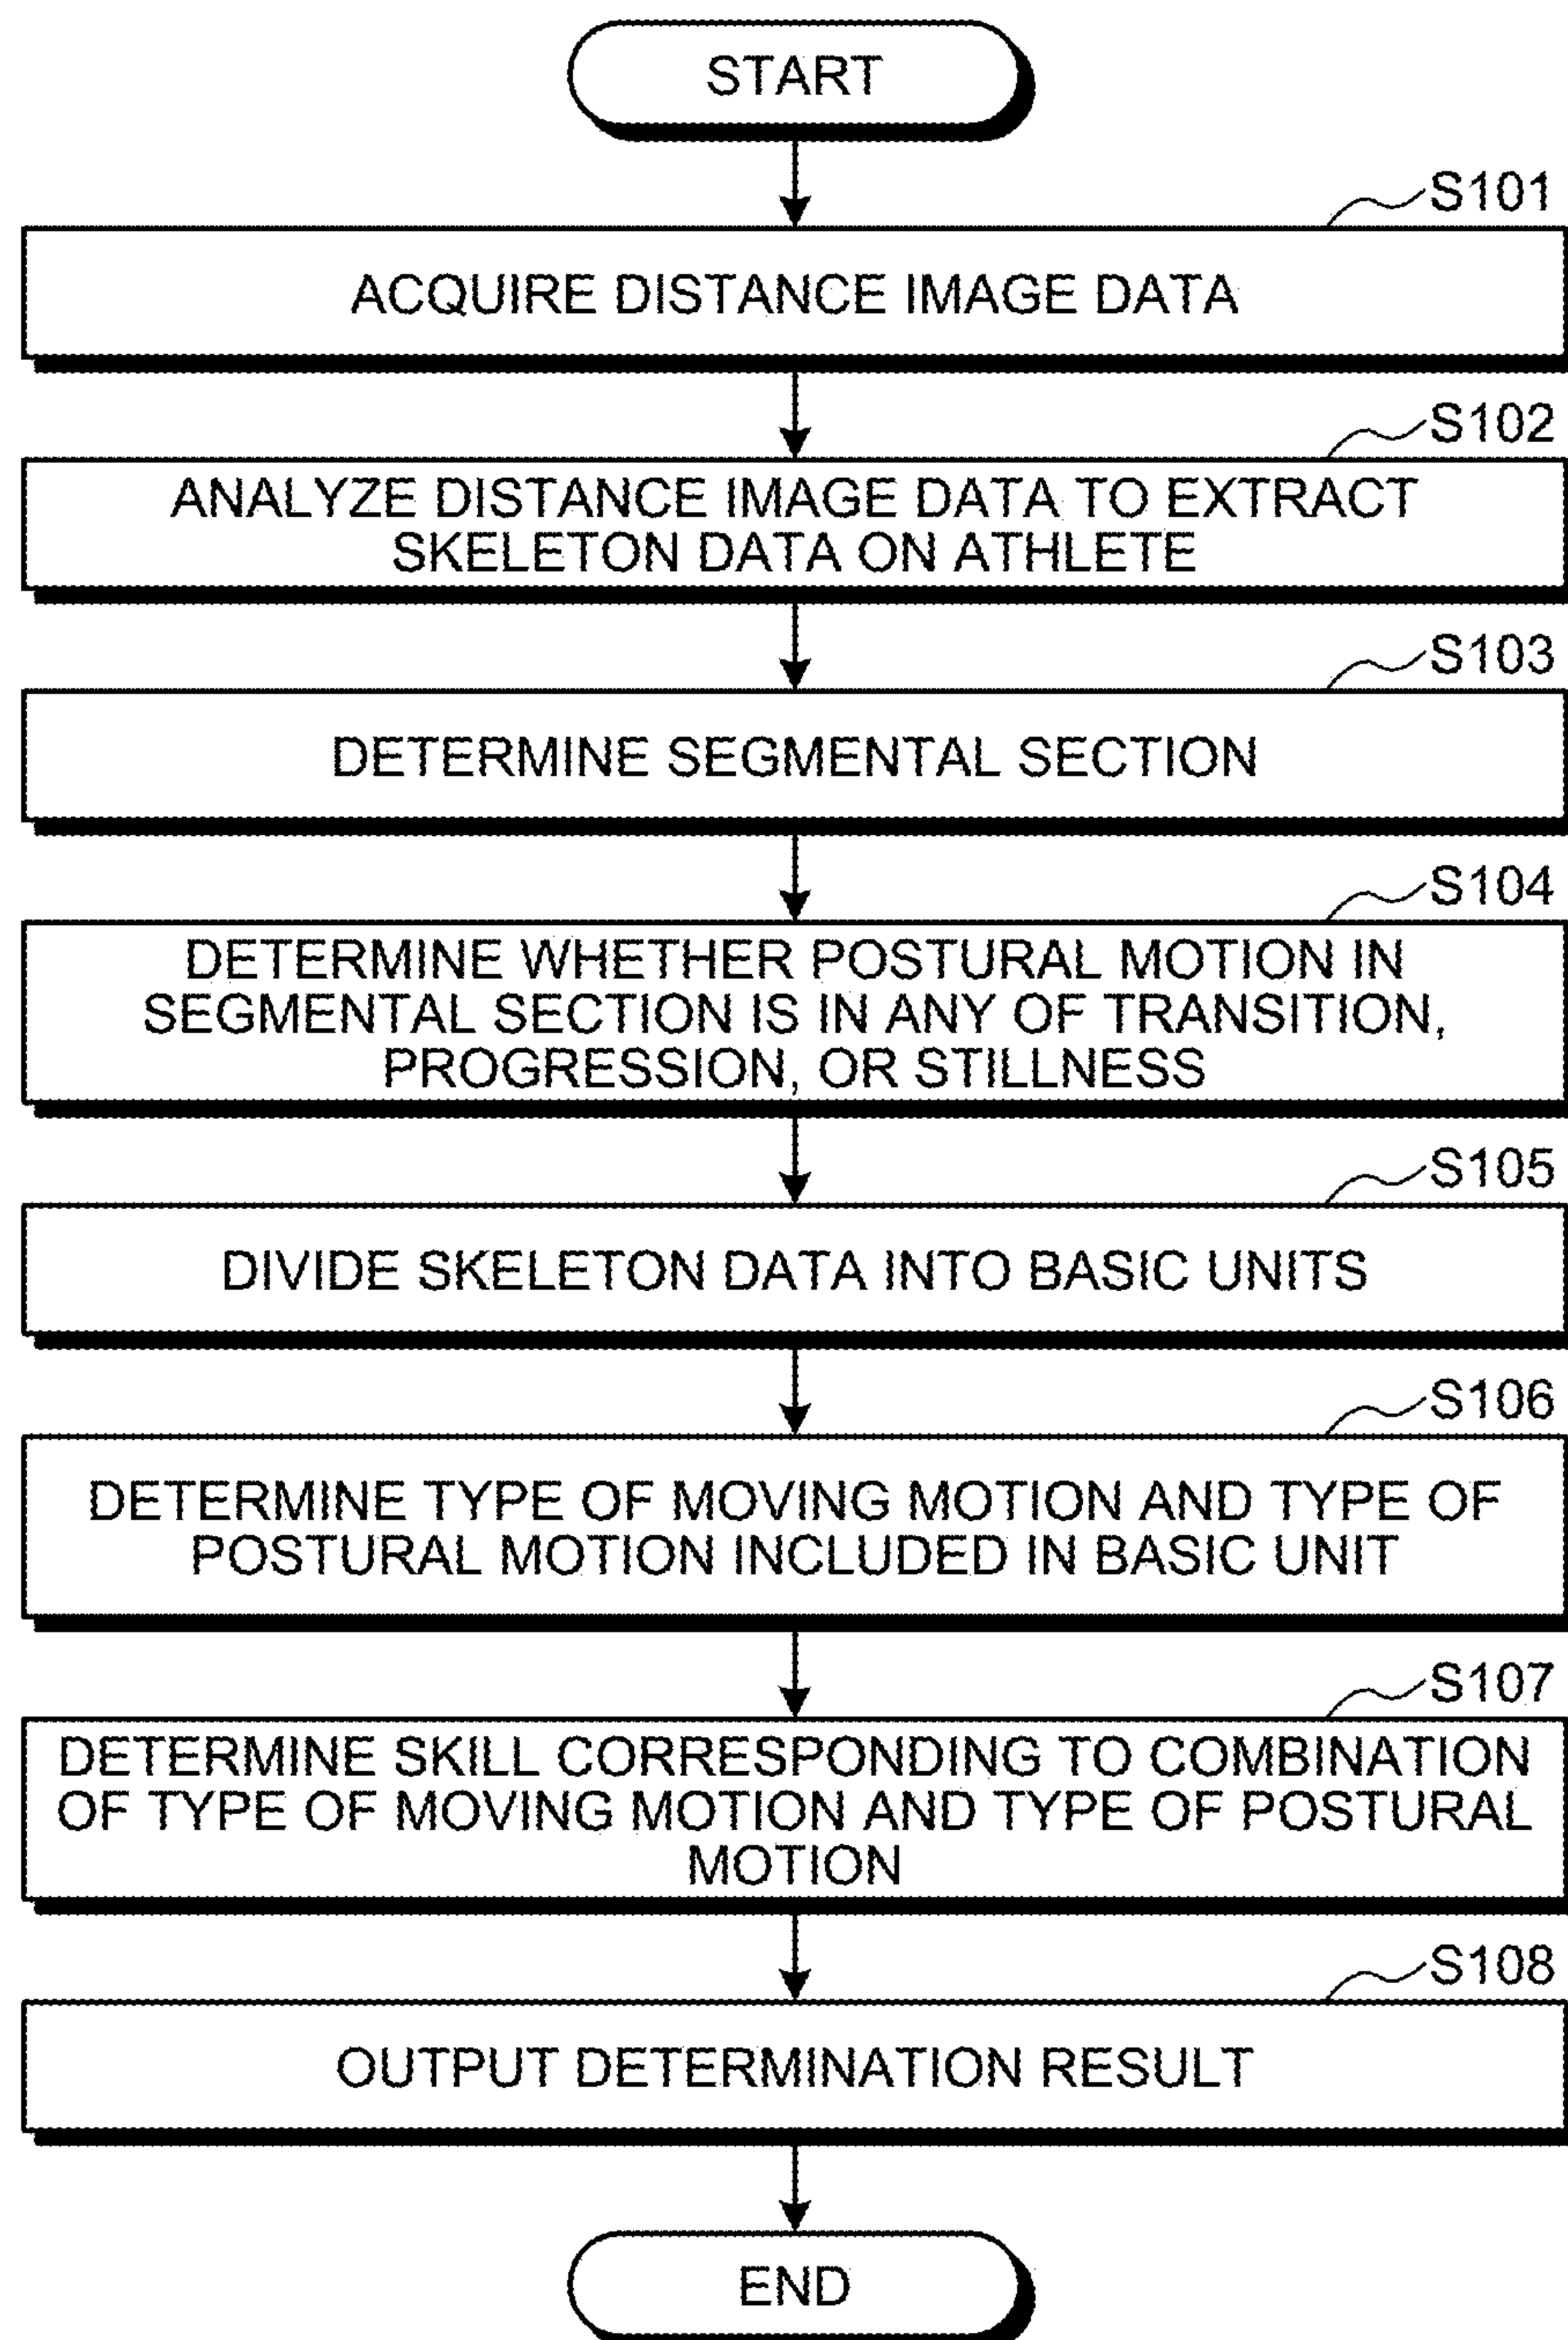 START
S101
ACQUIRE DISTANCE IMAGE DATA
S102
ANALYZE DISTANCE IMAGE DATA TO EXTRACT
SKELETON DATA ON ATHLETE
S103
DETERMINE SEGMENTAL SECTION
S104
DETERMINE WHETHER POSTURAL MOTION IN
SEGMENTAL SECTION IS IN ANY OF TRANSITION,
PROGRESSION, OR STILLNESS
S105
DIVIDE SKELETON DATA INTO BASIC UNITS
S106
DETERMINE TYPE OF MOVING MOTION AND TYPE OF
POSTURAL MOTION INCLUDED IN BASIC UNIT
S107
DETERMINE SKILL CORRESPONDING TO COMBINATION
OF TYPE OF MOVING MOTION AND TYPE OF POSTURAL
MOTION
S108
OUTPUT DETERMINATION RESULT
END